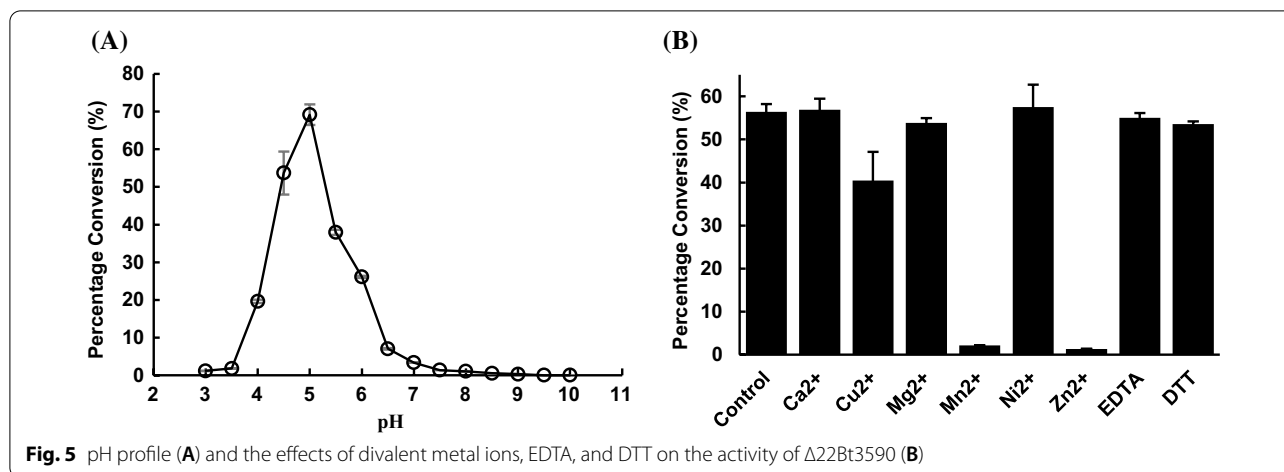 (A)
Percentage Conversion (%)
80
70
60
50
40
30
20
10
0
2 3 4 5 6 7 8 9 10 11
pH
(B)
Percentage Conversion (%)
60
50
40
30
20
10
0
Control Ca2+ Cu2+ Mg2+ Mn2+ Ni2+ Zn2+ EDTA DTT
Fig. 5 pH profile (A) and the effects of divalent metal ions, EDTA, and DTT on the activity of Δ22Bt3590 (B)